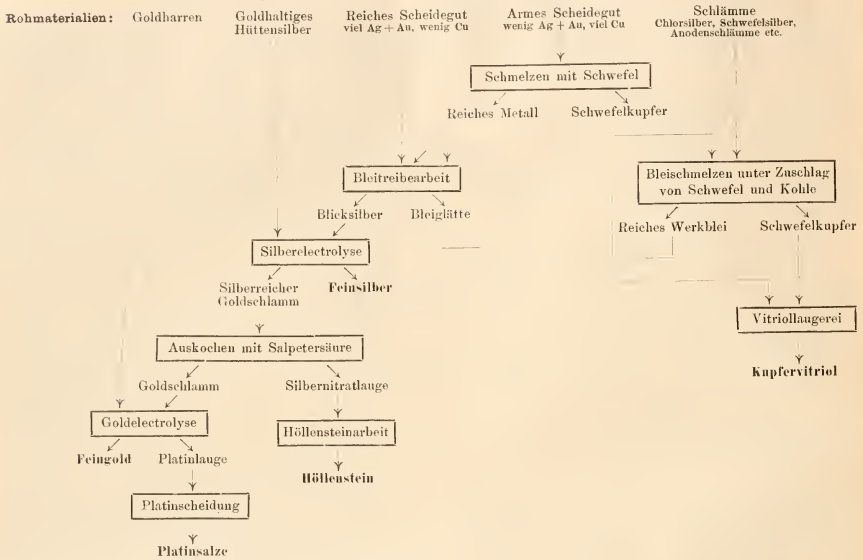 Rohmaterialien: Goldharren Goldhaltiges Hüttensilber Reiches Scheidegut viel Ag + Au, wenig Cu Armes Scheidegut wenig Ag + Au, viel Cu Schlämme Chlorsilber, Schwefelsilber, Anodenschlämme etc.
Schmelzen mit Schwefel
Reiches Metall Schwefelkupfer
Bleitreibearbeit
Bleischmelzen unter Zuschlag
von Schwefel und Kohle
Blicksilber Bleiglätte
Reiches Werkblei Schwefelkupfer
Silberelectrolyse
Silberreicher
Goldschlamm
Feinsilber
Vitriollaugerei
Auskochen mit Salpetersäure
Kupfervitriol
Goldschlamm Silbernitratlauge
Goldelectrolyse
Höllensteinarbeit
Feingold Platinlauge
Höllenstein
Platinscheidung
Platinsalze